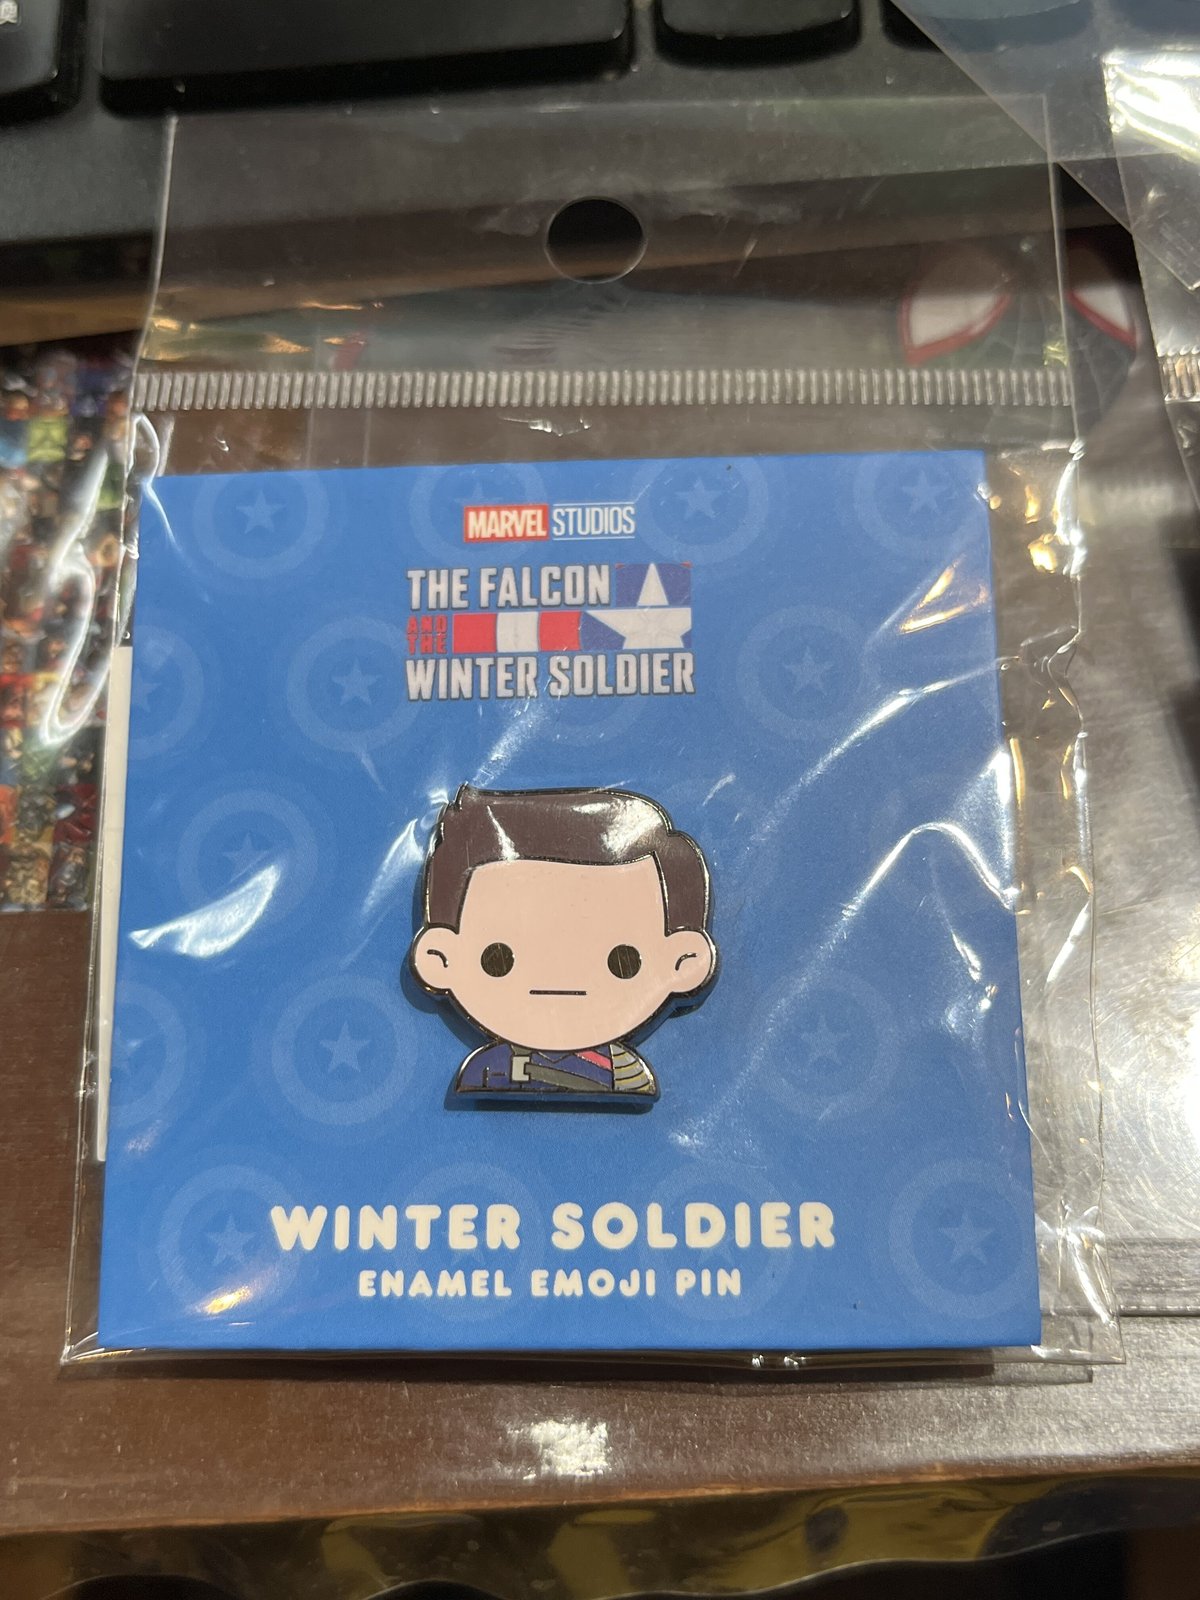 MARVEL STUDIOS
THE FALCON
AND THE
WINTER SOLDIER
WINTER SOLDIER
ENAMEL EMOJI PIN